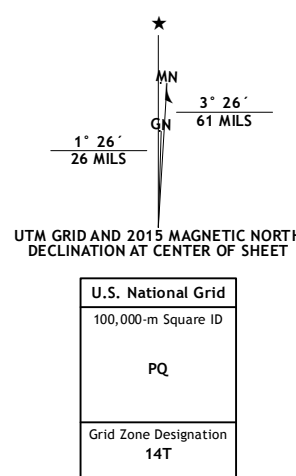 ★
MN
3° 26´
61 MILS
GN
1° 26´
26 MILS
UTM GRID AND 2015 MAGNETIC NORTH
DECLINATION AT CENTER OF SHEET
U.S. National Grid
100,000-m Square ID
PQ
Grid Zone Designation
14T